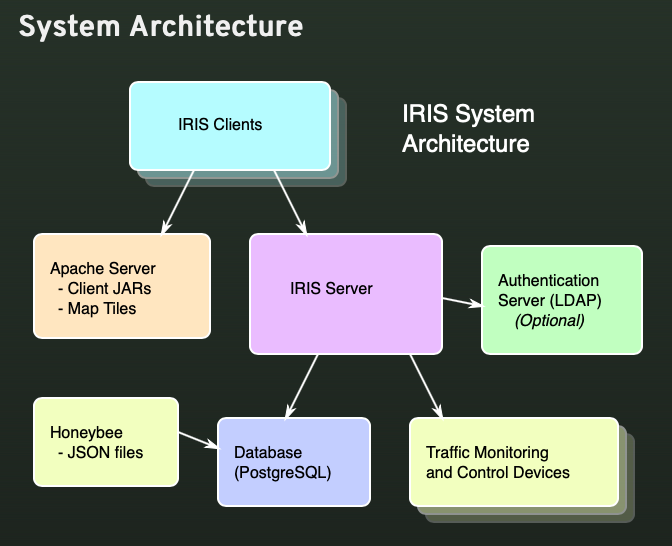 System Architecture
IRIS Clients
IRIS System
Architecture
Apache Server
- Client JARs
- Map Tiles
IRIS Server
Authentication
Server (LDAP)
(Optional)
Honeybee
- JSON files
Database
(PostgreSQL)
Traffic Monitoring
and Control Devices